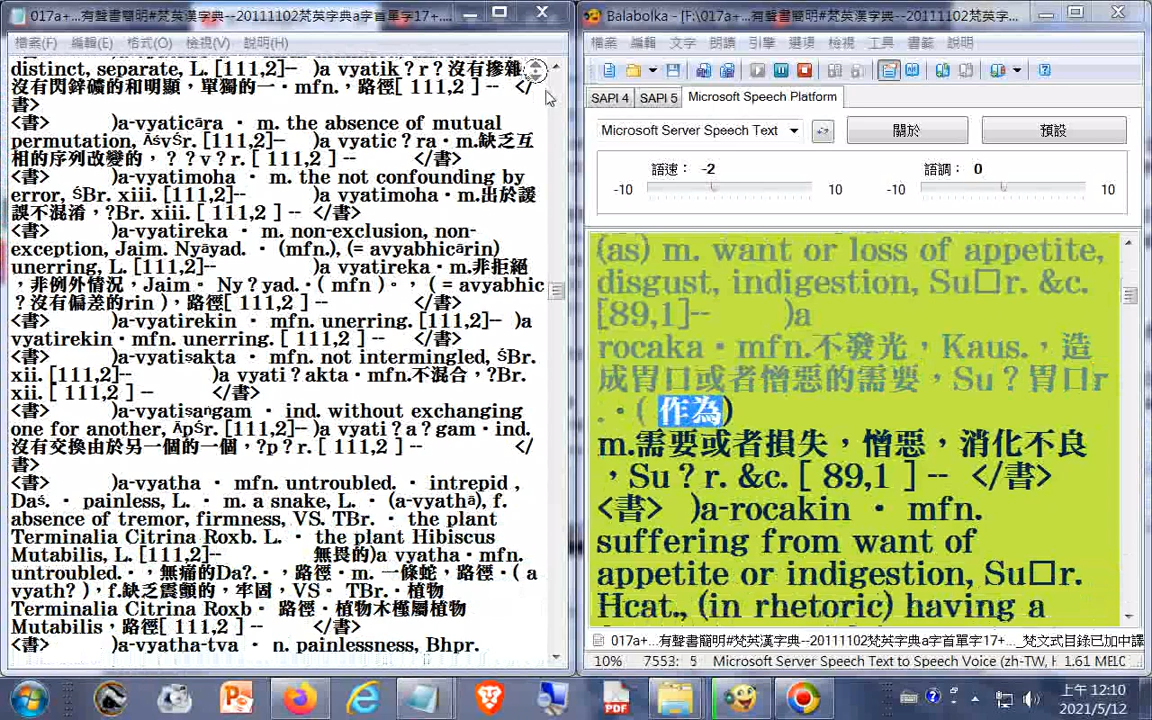 017a+...有聲書簡明#梵英漢字典--20111102梵英字典a字首單字17+...
檔案(F) 編輯(E) 格式(O) 檢視(V) 說明(H)
distinct, separate, L. [111,2]-- )a vyatik ? r ? 沒有摻雜
沒有閃鋅礦的和明顯，單獨的一‧mfn.，路徑[ 111,2 ] -- </
書>
<書> )a-vyaticāra ‧ m. the absence of mutual
permutation, ĀśvŚr. [111,2]-- )a vyatic ? ra‧m.缺乏互
相的序列改變的，? ? v ? r. [ 111,2 ] -- </書>
<書> )a-vyatimoha ‧ m. the not confounding by
error, ŚBr. xiii. [111,2]-- )a vyatimoha‧m.出於謾
誤不混淆，?Br. xiii. [ 111,2 ] -- </書>
<書> )a-vyatireka ‧ m. non-exclusion, non-
exception, Jaim. Nyāyad. ‧ (mfn.), (= avyabhicārin)
unerring, L. [111,2]-- )a vyatireka‧m.非拒絕
，非例外情況，Jaim‧ Ny ? yad.‧( mfn )‧，( = avyabhic
? 沒有偏差的rin )，路徑[ 111,2 ] -- </書>
<書> )a-vyatirekin ‧ mfn. unerring. [111,2]-- )a
vyatirekin‧mfn. unerring. [ 111,2 ] -- </書>
<書> )a-vyatiṣakta ‧ mfn. not intermingled, ŚBr.
xii. [111,2]-- )a vyati ? akta‧mfn.不混合，?Br.
xii. [ 111,2 ] -- </書>
<書> )a-vyatiṣaṅgam ‧ ind. without exchanging
one for another, ĀpŚr. [111,2]-- )a vyati ? a ? gam‧ind.
沒有交換由於另一個的一個，?p ? r. [ 111,2 ] -- </
書>
<書> )a-vyatha ‧ mfn. untroubled. ‧ intrepid ,
Daś. ‧ painless, L. ‧ m. a snake, L. ‧ (a-vyathā), f.
absence of tremor, firmness, VS. TBr. ‧ the plant
Terminalia Citrina Roxb. L. ‧ the plant Hibiscus
Mutabilis, L. [111,2]-- 無畏的)a vyatha‧mfn.
untroubled.‧，無痛的Da?.‧，路徑‧m. 一條蛇，路徑‧( a
vyath? )，f.缺乏震顫的，牢固，VS‧ TBr.‧植物
Terminalia Citrina Roxb‧ 路徑‧植物木槿屬植物
Mutabilis，路徑[ 111,2 ] -- </書>
<書> )a-vyatha-tva ‧ n. painlessness, Bhpr.
Balabolka - [F:\017a+...有聲書簡明#梵英漢字典--20111102梵英字...
檔案 編輯 文字 朗讀 引擎 選項 檢視 工具 書籤 說明
SAPI 4 SAPI 5 Microsoft Speech Platform
Microsoft Server Speech Text 關於 預設
語速： -2 語調： 0
-10 10 -10 10
(as) m. want or loss of appetite,
disgust, indigestion, Su□r. &c.
[89,1]-- )a
rocaka‧mfn.不發光，Kaus.，造
成胃口或者憎惡的需要，Su ? 胃口r
.‧( 作為)
m.需要或者損失，憎惡，消化不良
，Su ? r. &c. [ 89,1 ] -- </書>
<書> )a-rocakin ‧ mfn.
suffering from want of
appetite or indigestion, Su□r.
Hcat., (in rhetoric) having a
017a+...有聲書簡明#梵英漢字典--20111102梵英字典a字首單字17+..._梵文式目錄已加中譯
10% 7553: 5 Microsoft Server Speech Text to Speech Voice (zh-TW, H 1.61 MELC
上午 12:10
2021/5/12